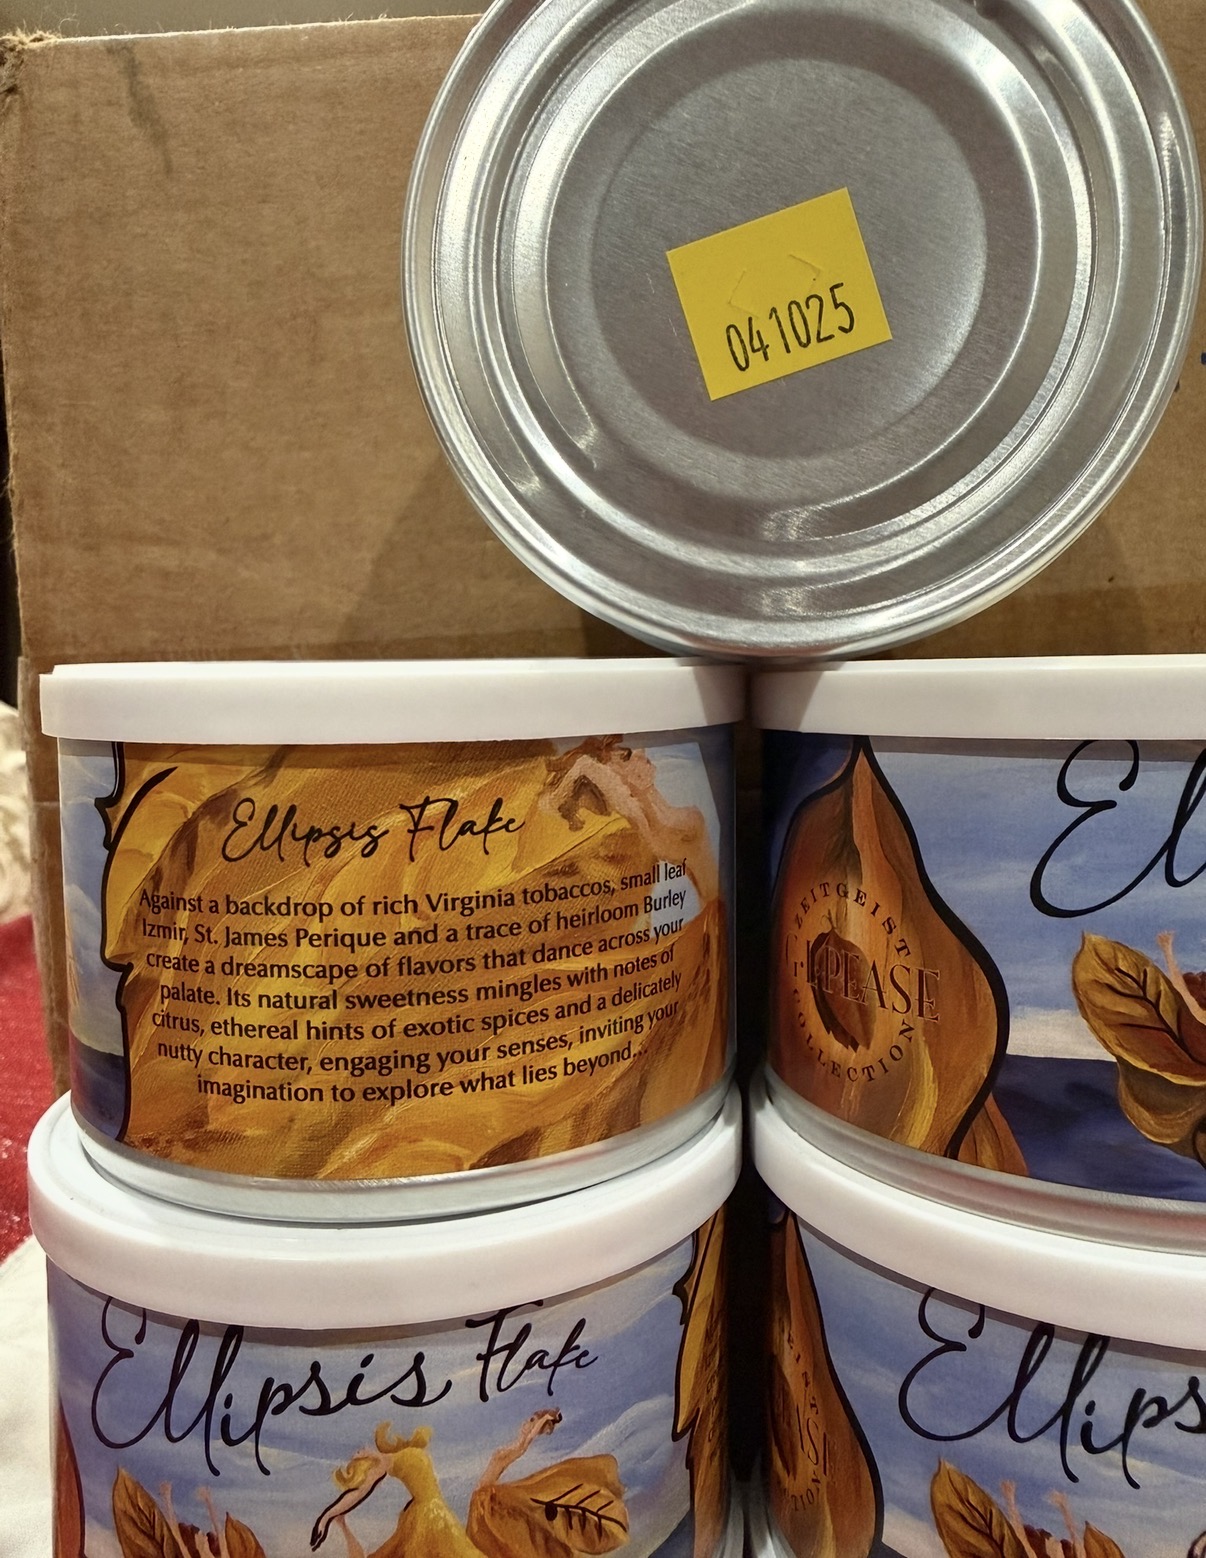 041025
Ellipsis Flake
Against a backdrop of rich Virginia tobaccos, small leaf
Izmir, St. James Perique and a trace of heirloom Burley
create a dreamscape of flavors that dance across your
palate. Its natural sweetness mingles with notes of
citrus, ethereal hints of exotic spices and a delicately
nutty character, engaging your senses, inviting your
imagination to explore what lies beyond...
El
ZEITGEIST
PEASE
COLLECTION
Ellipsis Flake
Ellips